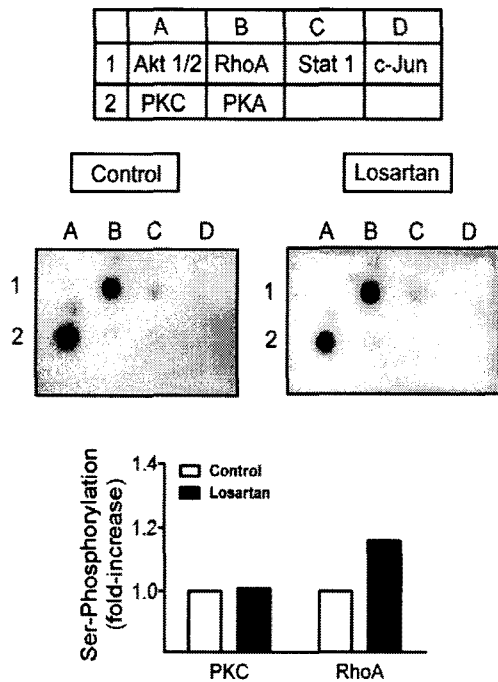 A B C D
1 Akt 1/2 RhoA Stat 1 c-Jun
2 PKC PKA
Control Losartan
A B C D A B C D
1 1
2 2
Ser-Phosphorylation
(fold-increase)
1.4
1.2
1.0
Control
Losartan
PKC RhoA